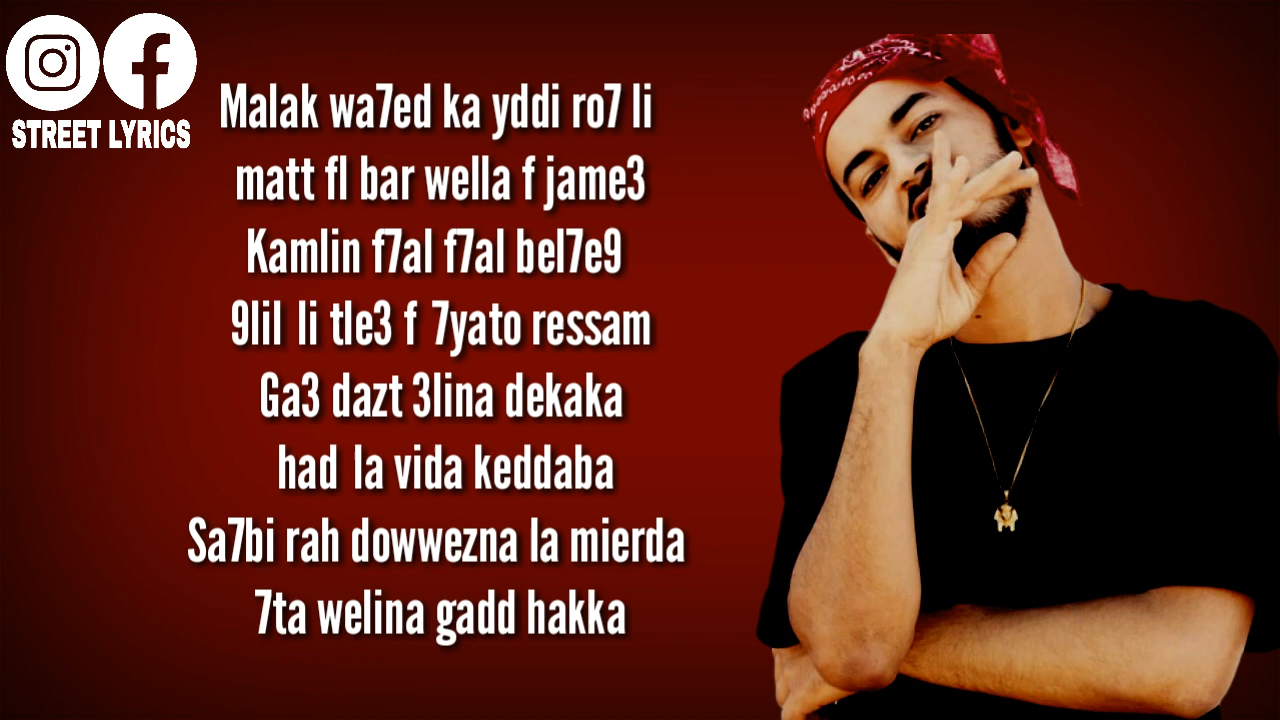 STREET LYRICS
Malak wa7ed ka yddi ro7 li
matt fl bar wella f jame3
Kamlin f7al f7al bel7e9
9lil li tle3 f 7yato ressam
Ga3 dazt 3lina dekaka
had la vida keddaba
Sa7bi rah dowwezna la mierda
7ta welina gadd hakka